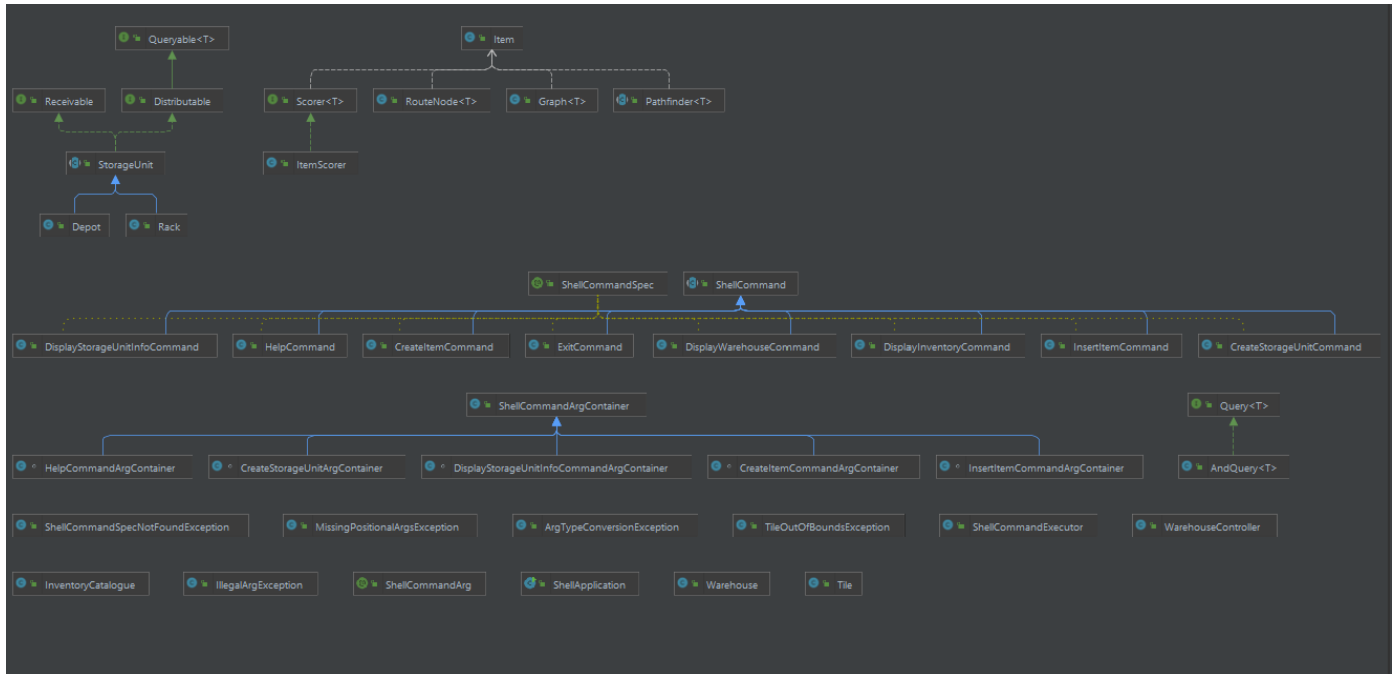 Queryable<T>
Item
Receivable
Distributable
Scorer<T>
RouteNode<T>
Graph<T>
Pathfinder<T>
StorageUnit
ItemScorer
Depot
Rack
ShellCommandSpec
ShellCommand
DisplayStorageUnitInfoCommand
HelpCommand
CreateItemCommand
ExitCommand
DisplayWarehouseCommand
DisplayInventoryCommand
InsertItemCommand
CreateStorageUnitCommand
ShellCommandArgContainer
Query<T>
HelpCommandArgContainer
CreateStorageUnitArgContainer
DisplayStorageUnitInfoCommandArgContainer
CreateItemCommandArgContainer
InsertItemCommandArgContainer
AndQuery<T>
ShellCommandSpecNotFoundException
MissingPositionalArgsException
ArgTypeConversionException
TileOutOfBoundsException
ShellCommandExecutor
WarehouseController
InventoryCatalogue
IllegalArgException
ShellCommandArg
ShellApplication
Warehouse
Tile